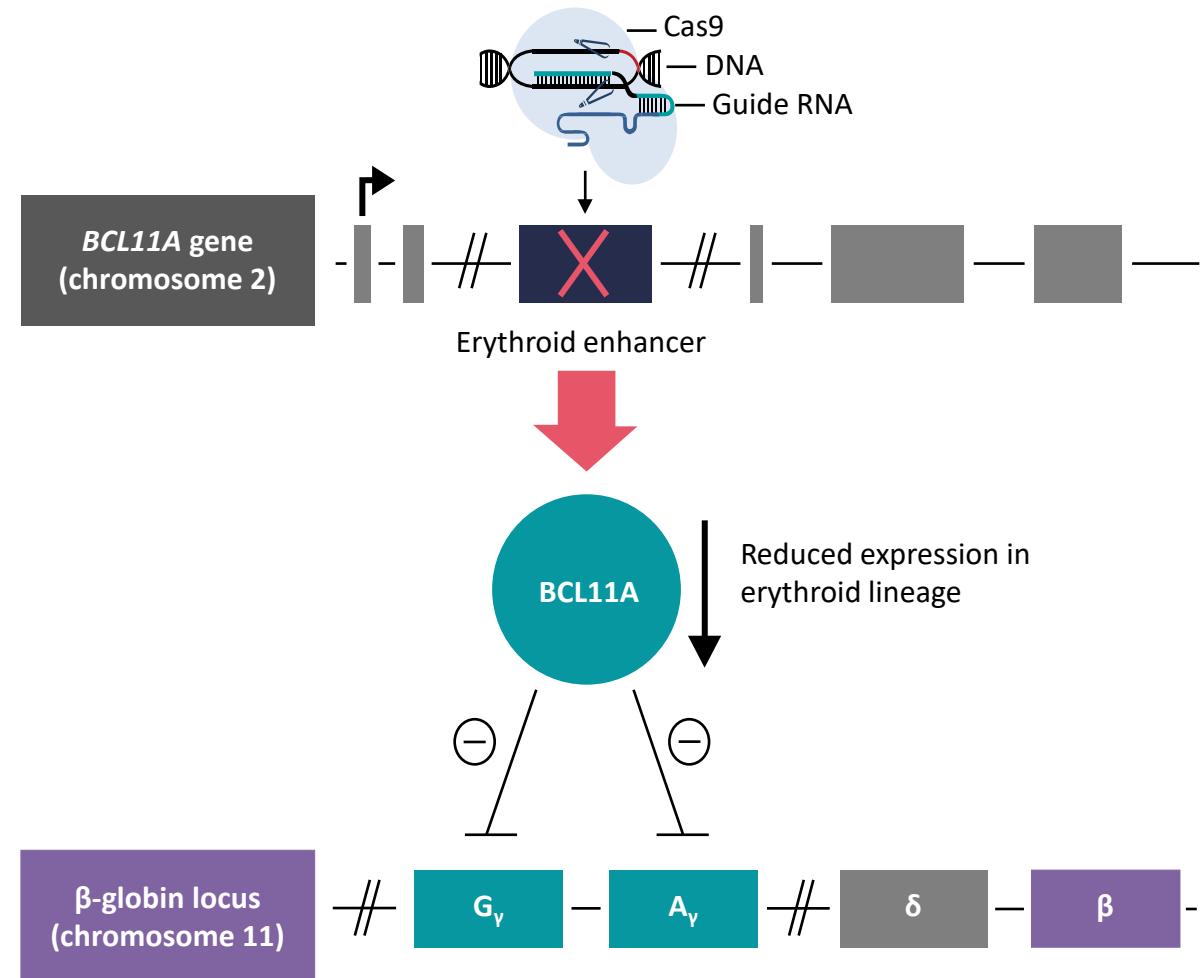 Cas9
DNA
Guide RNA
BCL11A gene
(chromosome 2)
Erythroid enhancer
BCL11A
Reduced expression in
erythroid lineage
β-globin locus
(chromosome 11)
Gγ
Aγ
δ
β